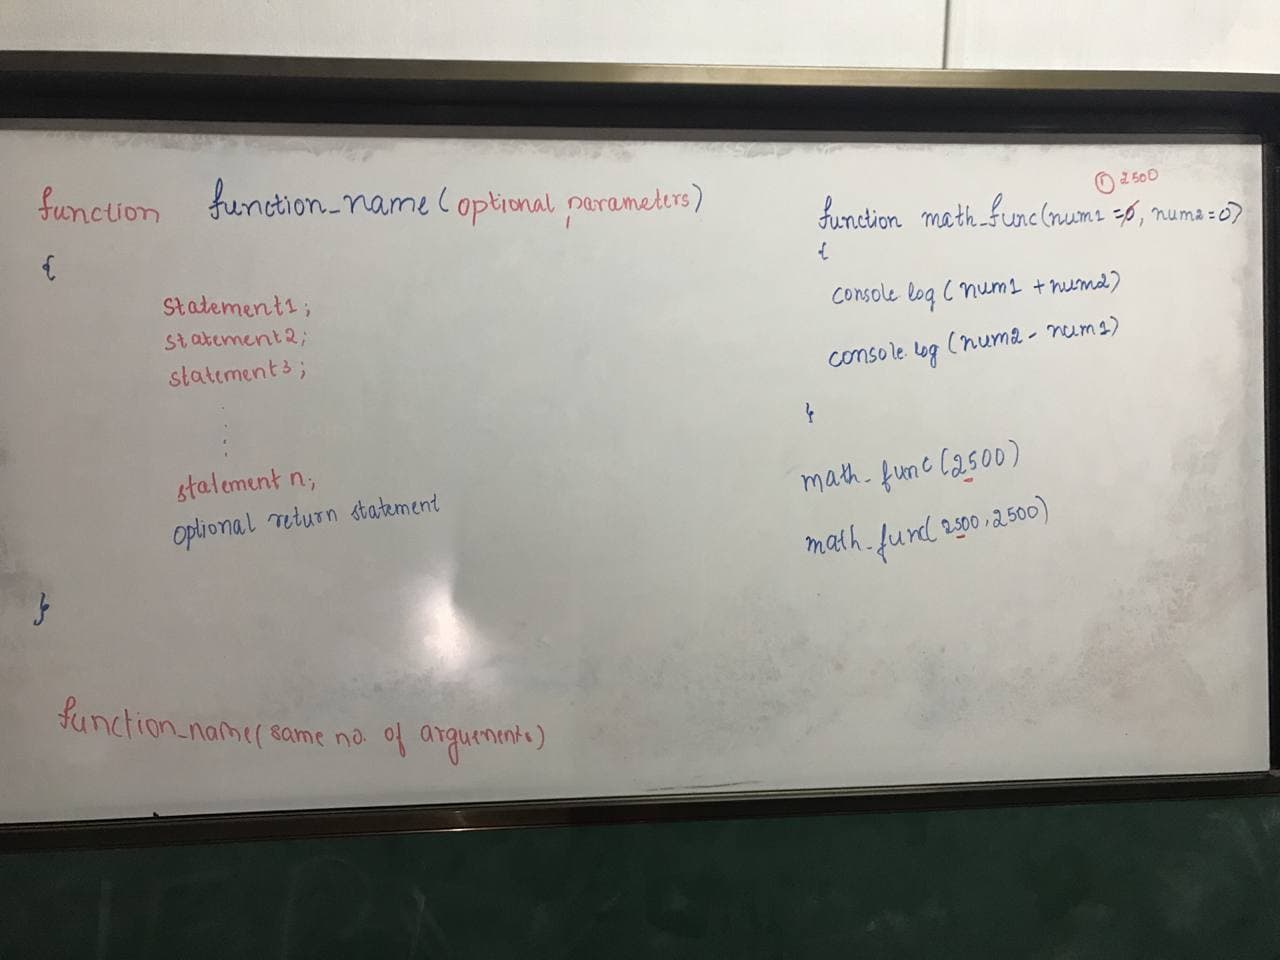 function function_name(optional parameters)
{
statement1;
statement2;
statement3;
statement n;
optional return statement
}
function_name(same no. of arguements)
① 2500
function math_func(num1=0, num2=0)
{
console log (num1 + num2)
console.log (num2 - num1)
}
math_func(2500)
math_func(2500,2500)